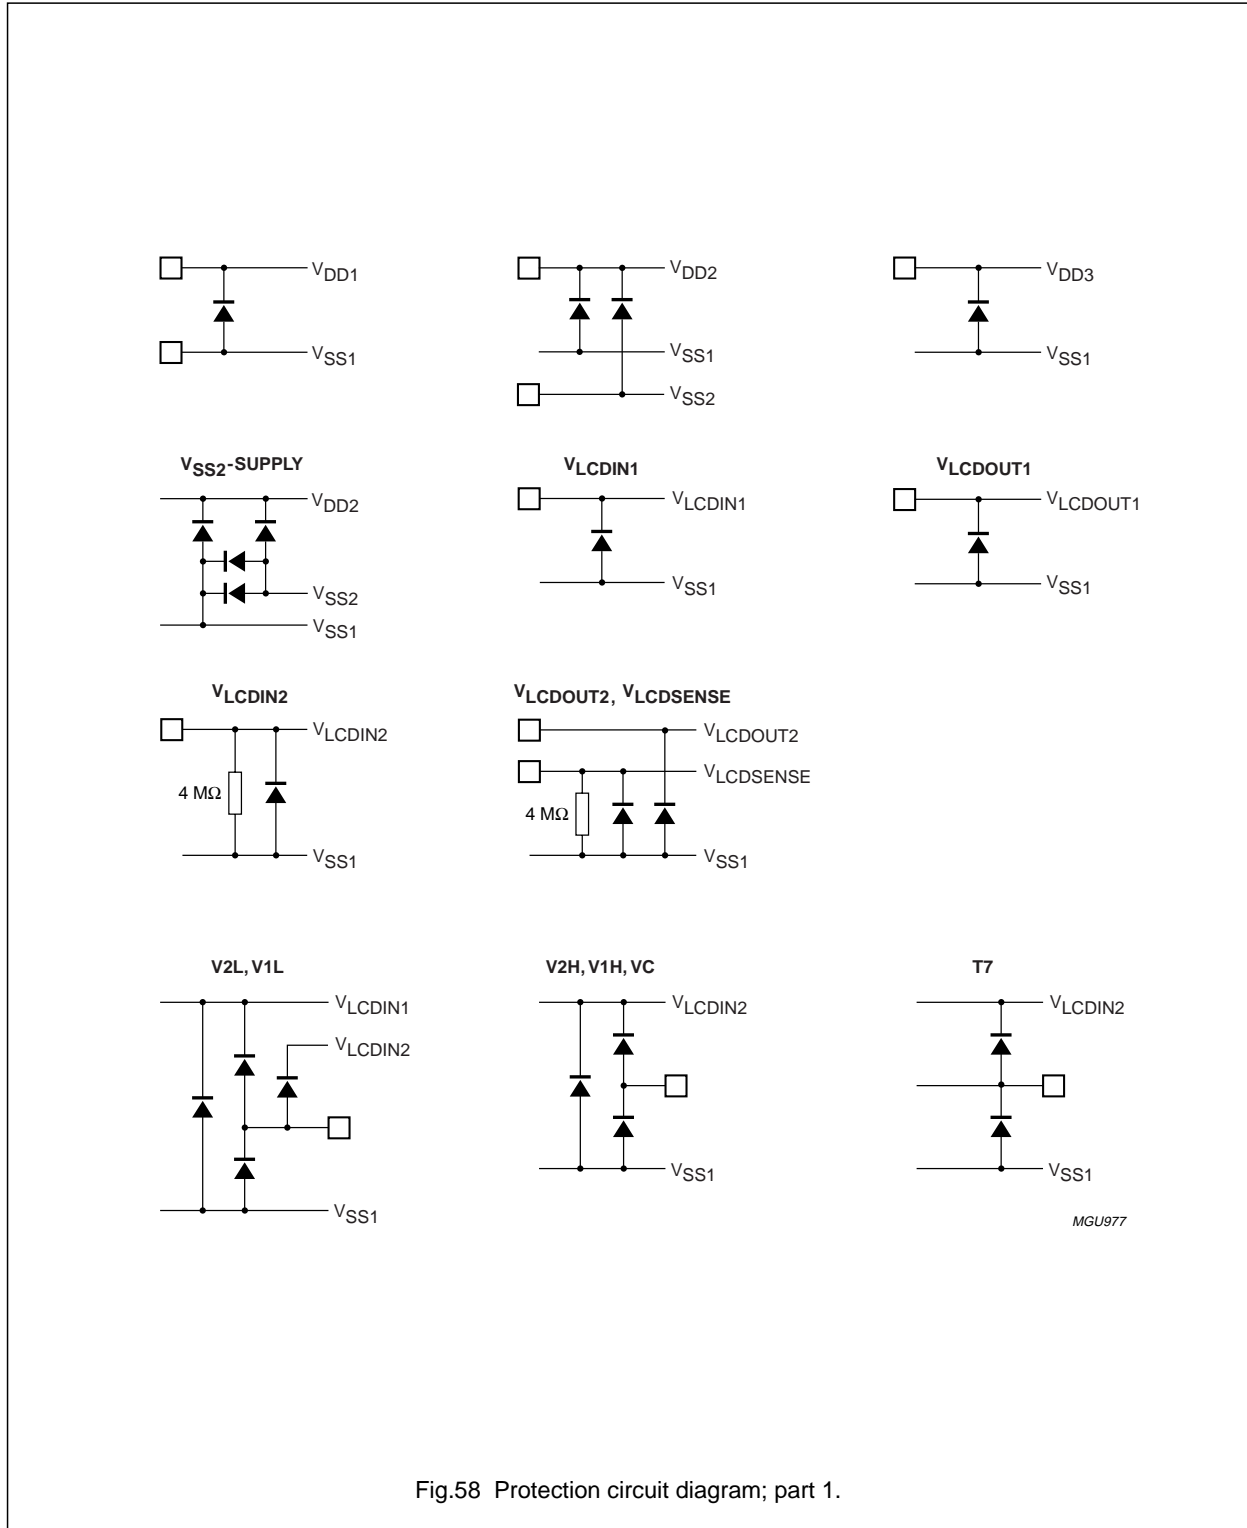 VDD1
VSS1
VDD2
VSS1
VSS2
VDD3
VSS1
VSS2-SUPPLY
VDD2
VSS2
VSS1
VLCDIN1
VLCDIN1
VSS1
VLCDOUT1
VLCDOUT1
VSS1
VLCDIN2
VLCDIN2
4 MΩ
VSS1
VLCDOUT2, VLCDSENSE
VLCDOUT2
VLCDSENSE
4 MΩ
VSS1
V2L, V1L
VLCDIN1
VLCDIN2
VSS1
V2H, V1H, VC
VLCDIN2
VSS1
T7
VLCDIN2
VSS1
MGU977
Fig.58 Protection circuit diagram; part 1.